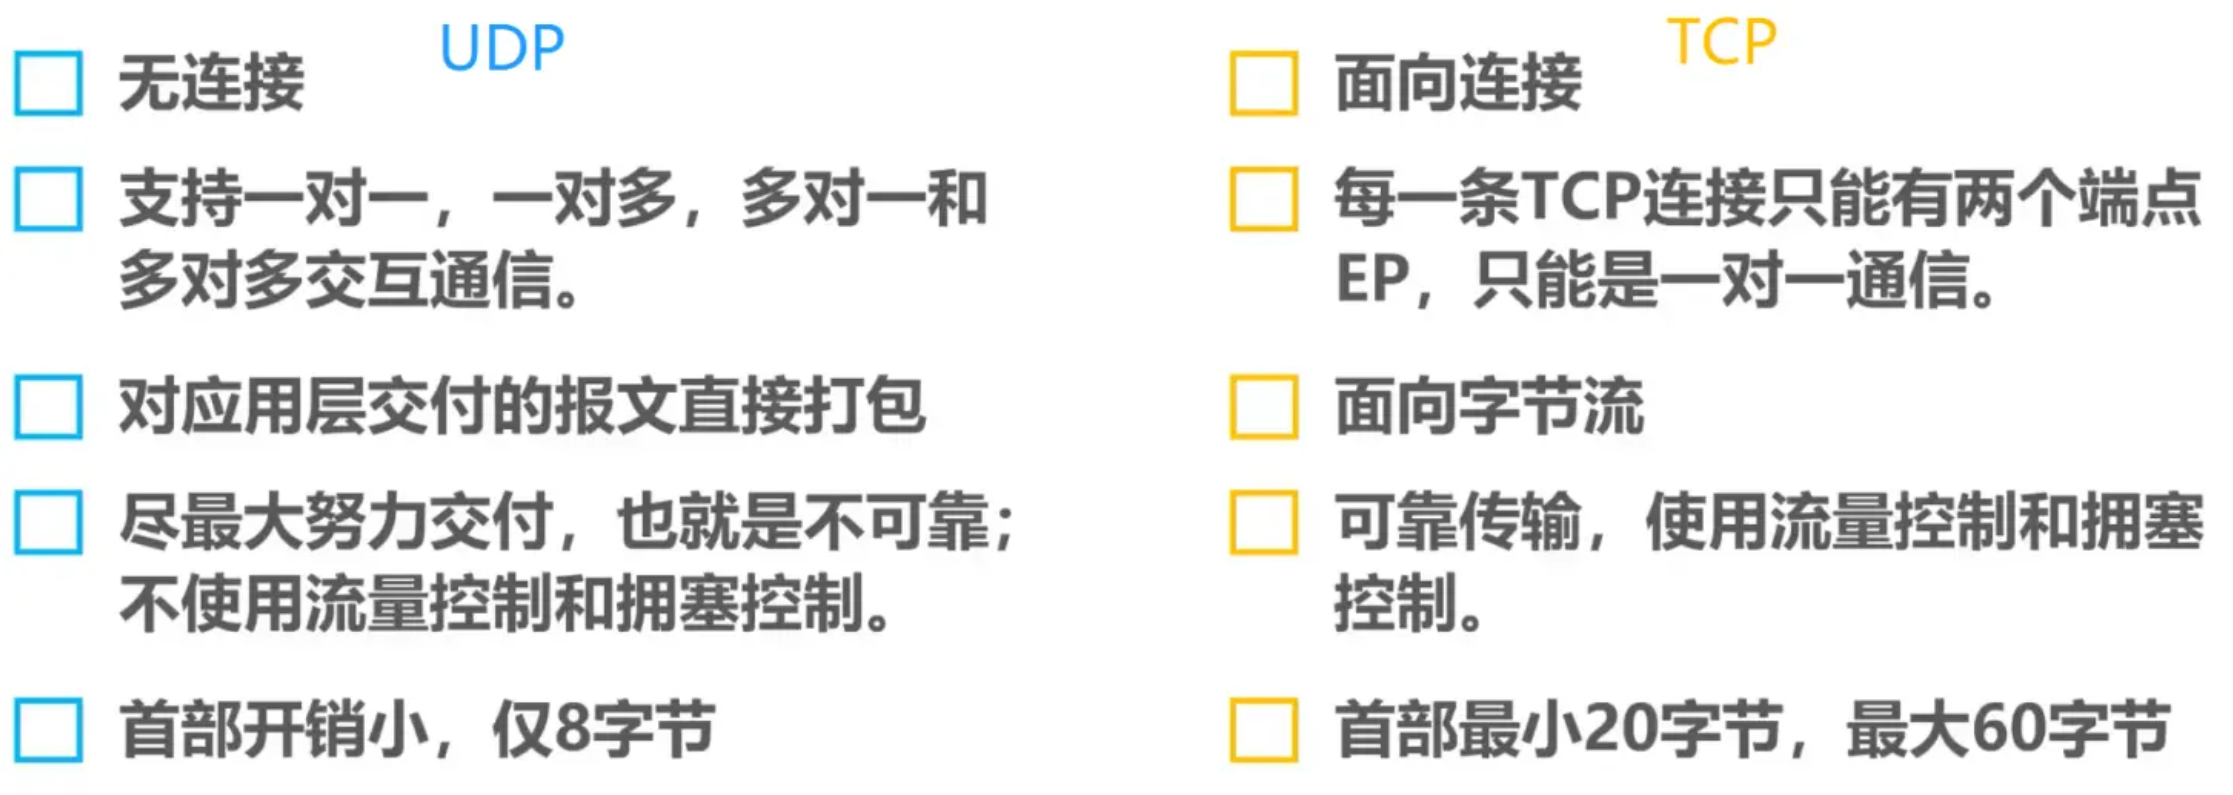 UDP
无连接
支持一对一，一对多，多对一和
多对多交互通信。
对应用层交付的报文直接打包
尽最大努力交付，也就是不可靠；
不使用流量控制和拥塞控制。
首部开销小，仅8字节
TCP
面向连接
每一条TCP连接只能有两个端点
EP，只能是一对一通信。
面向字节流
可靠传输，使用流量控制和拥塞
控制。
首部最小20字节，最大60字节